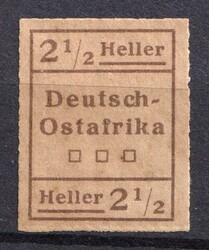 2 1/2 Heller
Deutsch-
Ostafrika
Heller 2 1/2